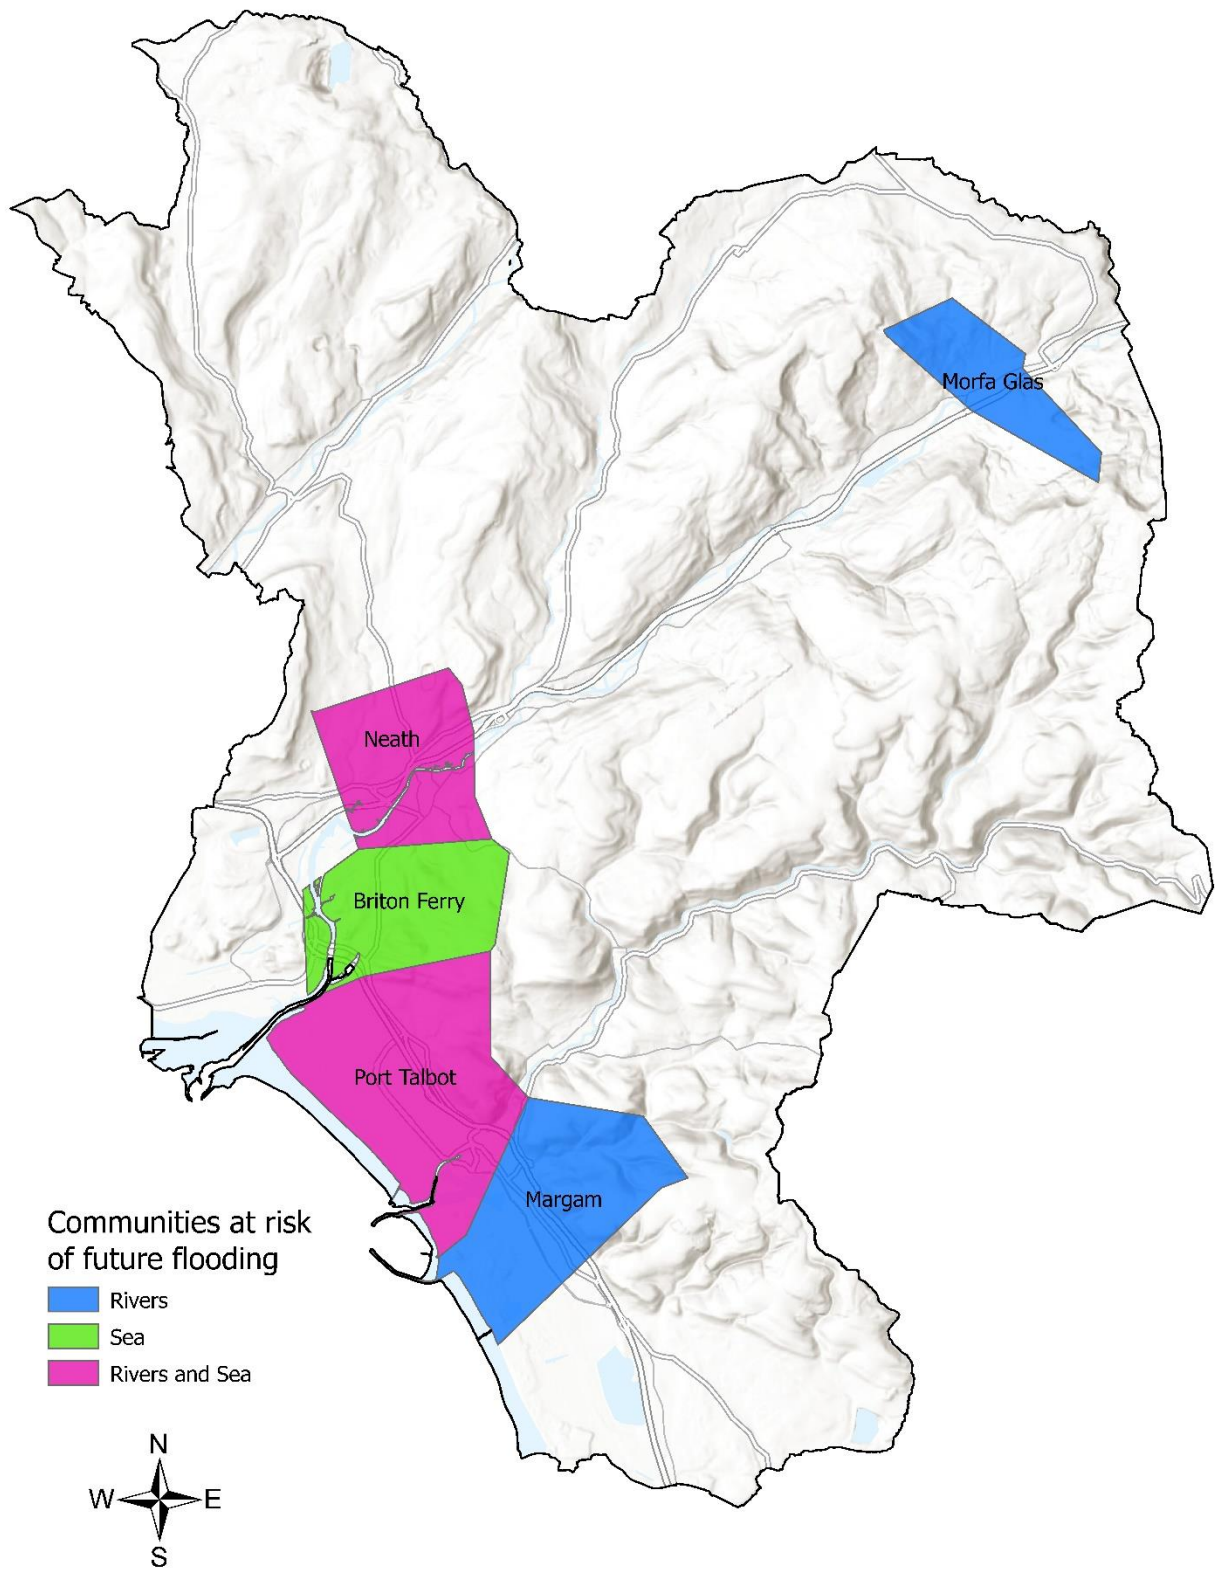 Morfa Glas
Neath
Briton Ferry
Port Talbot
Margam
Communities at risk
of future flooding
Rivers
Sea
Rivers and Sea
N
W E
S